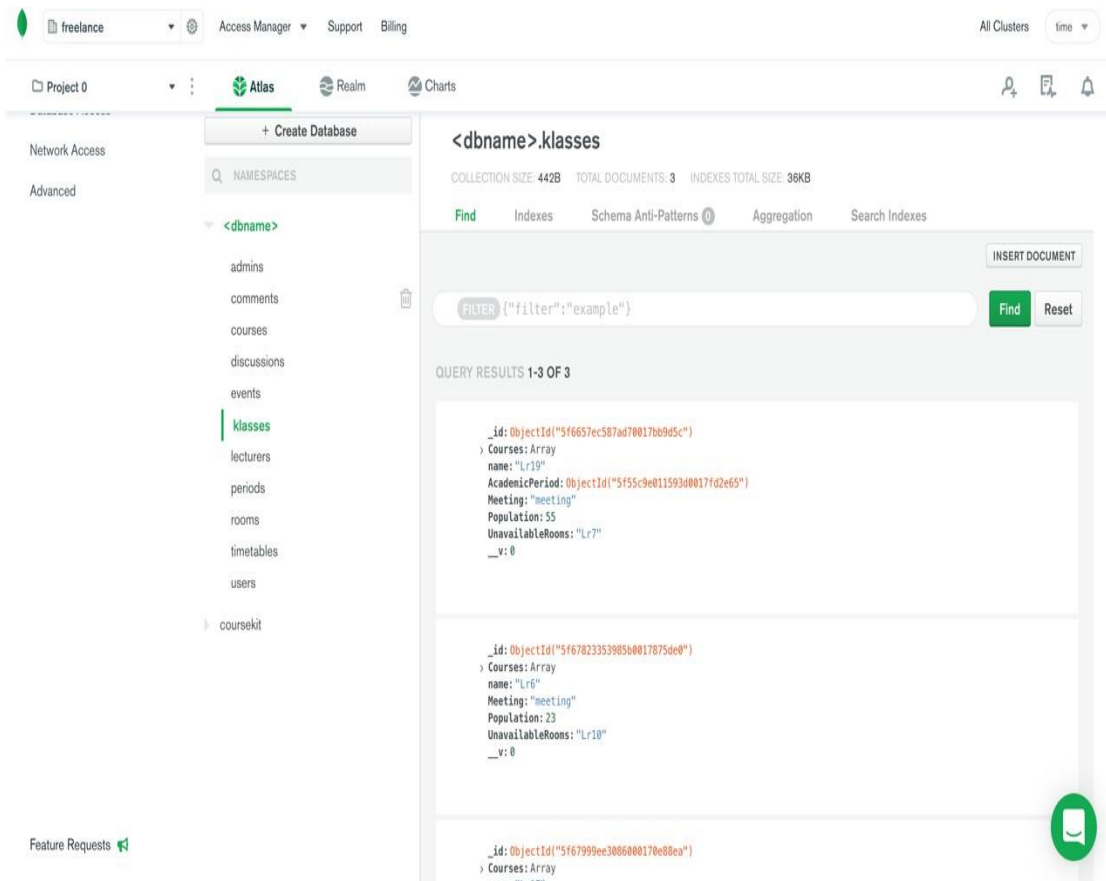 freelance
Access Manager
Support
Billing
All Clusters
time
Project 0
Atlas
Realm
Charts
Network Access
Advanced
+ Create Database
NAMESPACES
<dbname>
admins
comments
courses
discussions
events
klasses
lecturers
periods
rooms
timetables
users
coursekit
Feature Requests
<dbname>.klasses
COLLECTION SIZE: 442B TOTAL DOCUMENTS: 3 INDEXES TOTAL SIZE: 36KB
Find Indexes Schema Anti-Patterns 0 Aggregation Search Indexes
INSERT DOCUMENT
FILTER {"filter":"example"}
Find
Reset
QUERY RESULTS 1-3 OF 3
_id: ObjectId("5f6657ec587ad70017bb9d5c")
Courses: Array
name: "Lr19"
AcademicPeriod: ObjectId("5f55c9e011593d0017fd2e65")
Meeting: "meeting"
Population: 55
UnavailableRooms: "Lr7"
__v: 0
_id: ObjectId("5f67823353985b0017875de0")
Courses: Array
name: "Lr6"
Meeting: "meeting"
Population: 23
UnavailableRooms: "Lr10"
__v: 0
_id: ObjectId("5f67999ee3086000170e88ea")
Courses: Array